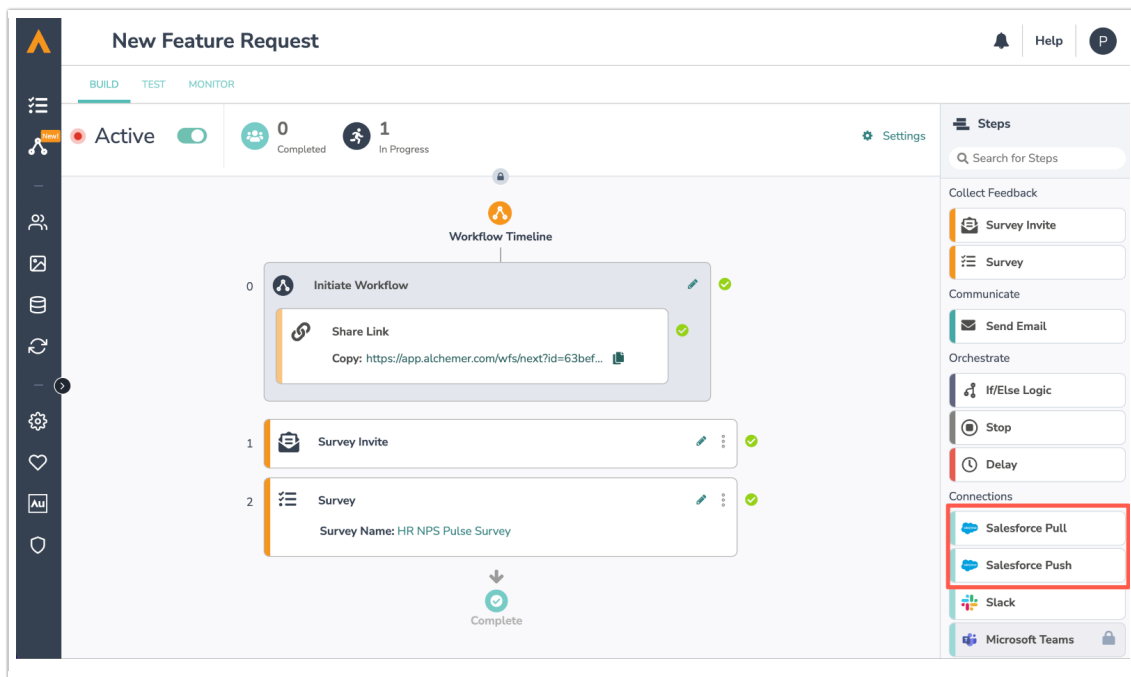 New Feature Request
Help
P
BUILD TEST MONITOR
New!
Active
0
Completed
1
In Progress
Settings
Workflow Timeline
0
Initiate Workflow
Share Link
Copy: https://app.alchemer.com/wfs/next?id=63bef...
1
Survey Invite
2
Survey
Survey Name: HR NPS Pulse Survey
Complete
Au
Steps
Search for Steps
Collect Feedback
Survey Invite
Survey
Communicate
Send Email
Orchestrate
If/Else Logic
Stop
Delay
Connections
Salesforce Pull
Salesforce Push
Slack
Microsoft Teams